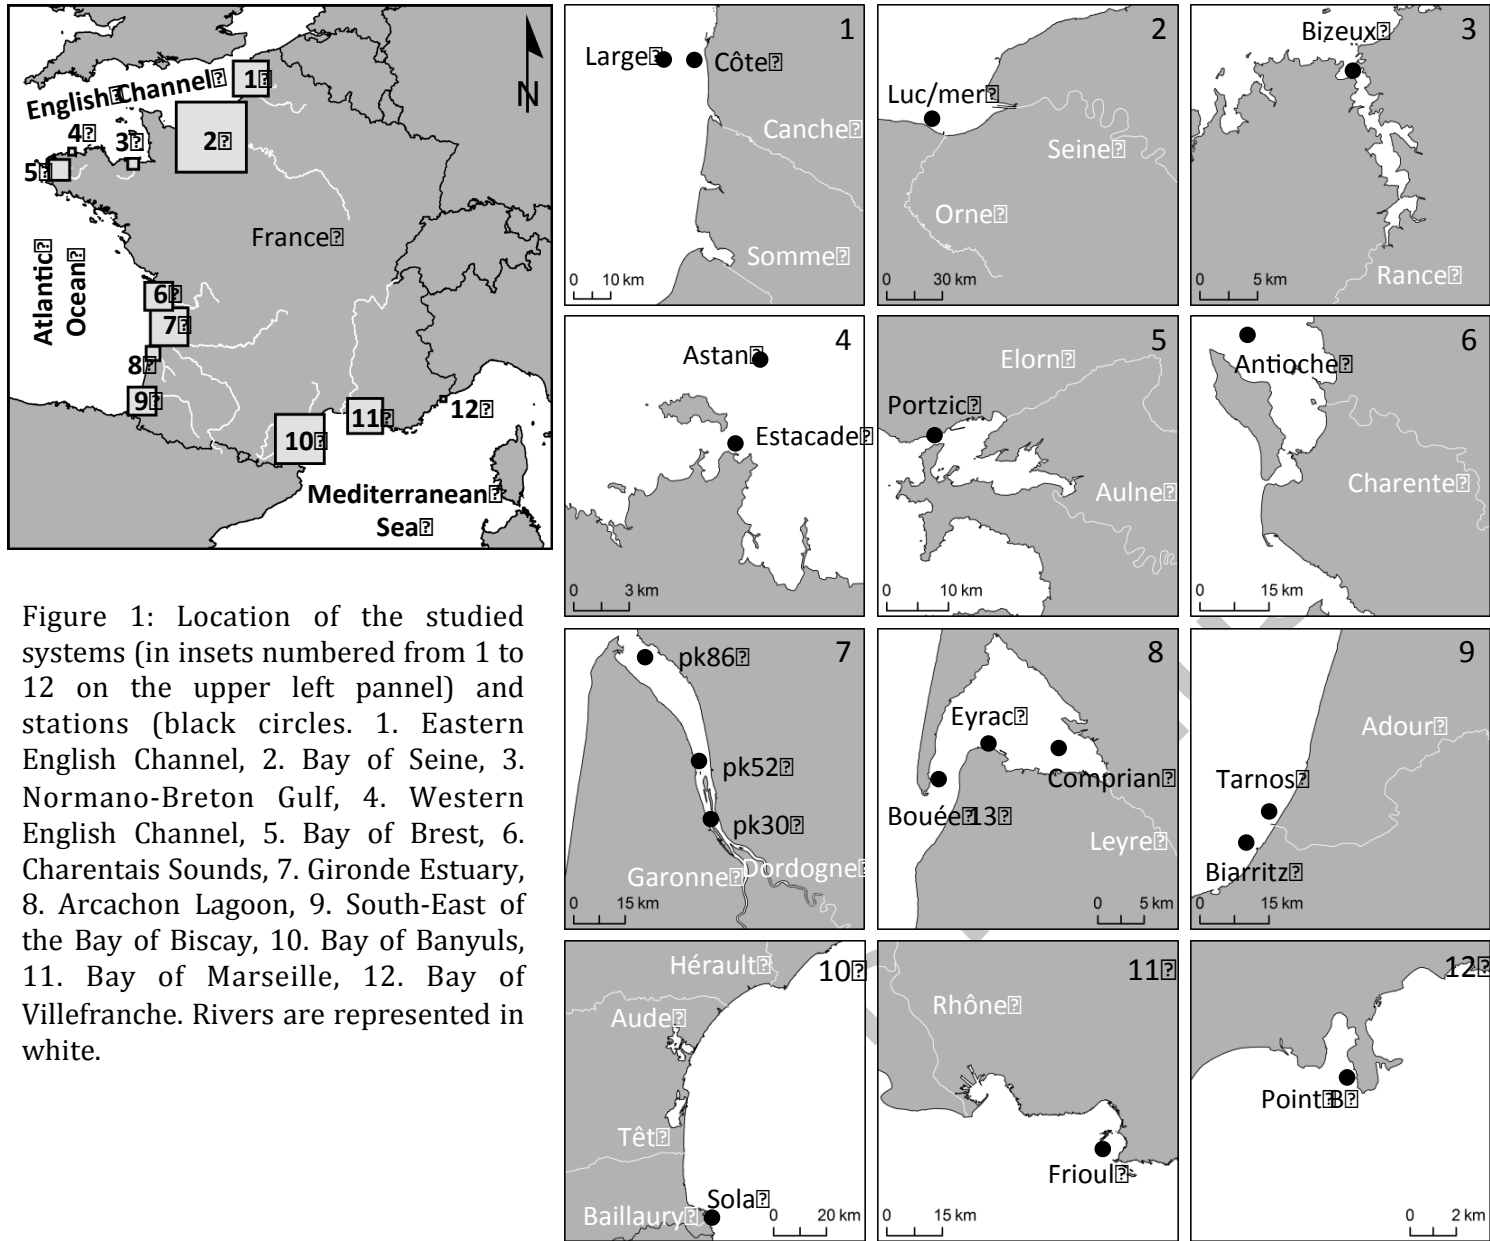 English Channel
1
2
3
4
5
France
Atlantic
Ocean
6
7
8
9
10
11
12
Mediterranean
Sea
N
1
Large
Côte
Canche
Somme
0 10 km
2
Luc/mer
Seine
Orne
0 30 km
3
Bizeux
Rance
0 5 km
4
Astan
Estacade
0 3 km
5
Elorn
Portzic
Aulne
0 10 km
6
Antioche
Charente
0 15 km
7
pk86
pk52
pk30
Garonne
Dordogne
0 15 km
8
Eyrac
Comprian
Bouée 13
Leyre
0 5 km
9
Adour
Tarnos
Biarritz
0 15 km
10
Hérault
Aude
Têt
Sola
Baillaury
0 20 km
11
Rhône
Frioul
0 15 km
12
Point B
0 2 km
Figure 1: Location of the studied
systems (in insets numbered from 1 to
12 on the upper left pannel) and
stations (black circles. 1. Eastern
English Channel, 2. Bay of Seine, 3.
Normano-Breton Gulf, 4. Western
English Channel, 5. Bay of Brest, 6.
Charentais Sounds, 7. Gironde Estuary,
8. Arcachon Lagoon, 9. South-East of
the Bay of Biscay, 10. Bay of Banyuls,
11. Bay of Marseille, 12. Bay of
Villefranche. Rivers are represented in
white.